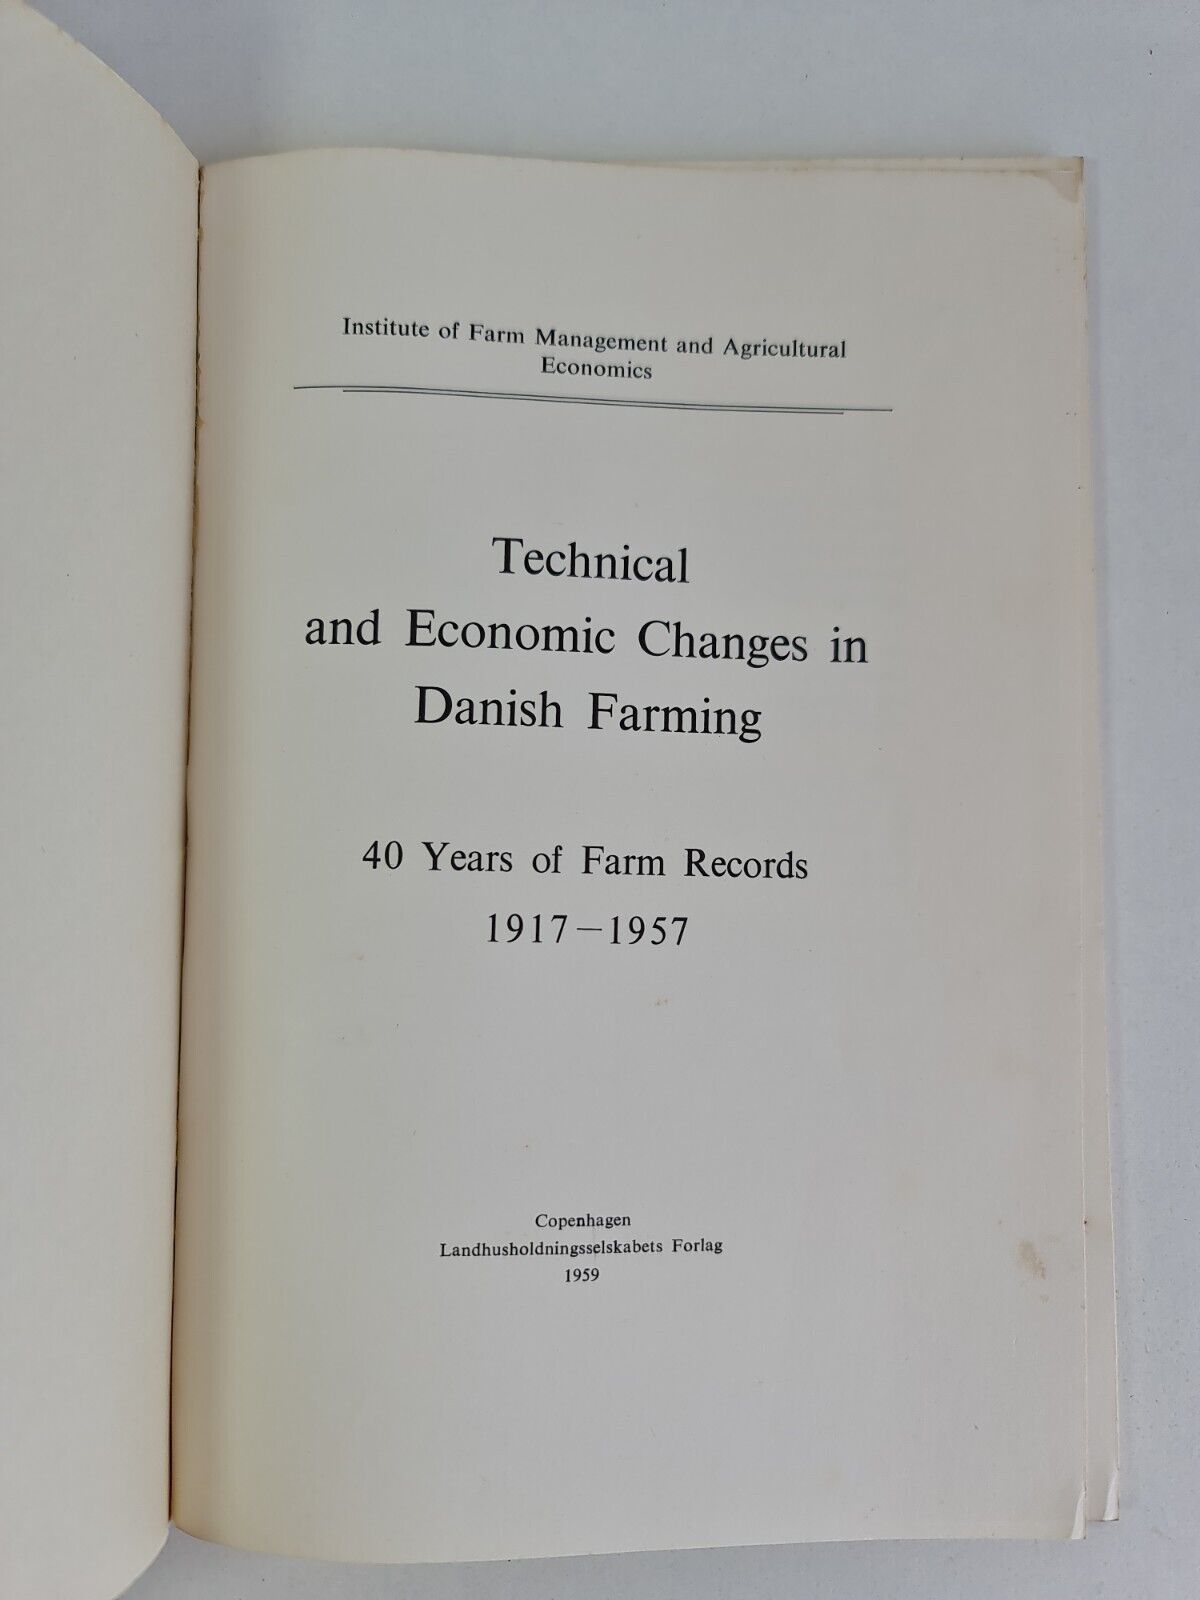 Institute of Farm Management and Agricultural
Economics
Technical
and Economic Changes in
Danish Farming
40 Years of Farm Records
1917–1957
Copenhagen
Landhusholdningsselskabets Forlag
1959